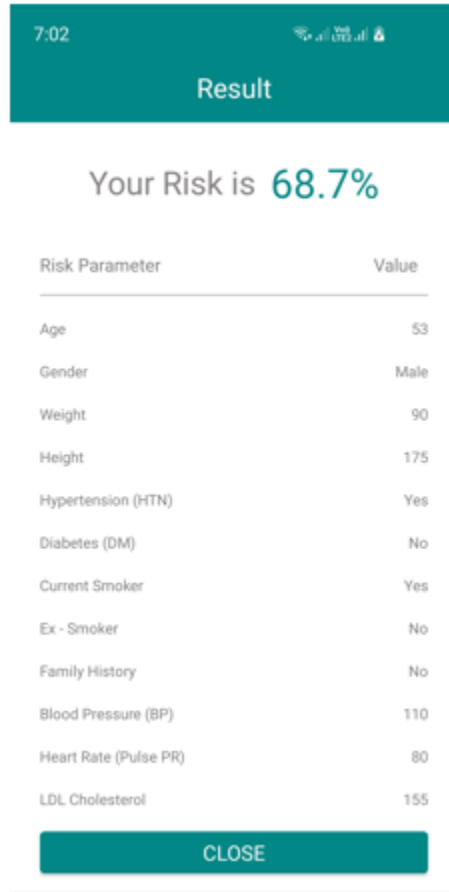 7:02
Result
Your Risk is 68.7%
Risk Parameter Value
Age 53
Gender Male
Weight 90
Height 175
Hypertension (HTN) Yes
Diabetes (DM) No
Current Smoker Yes
Ex - Smoker No
Family History No
Blood Pressure (BP) 110
Heart Rate (Pulse PR) 80
LDL Cholesterol 155
CLOSE